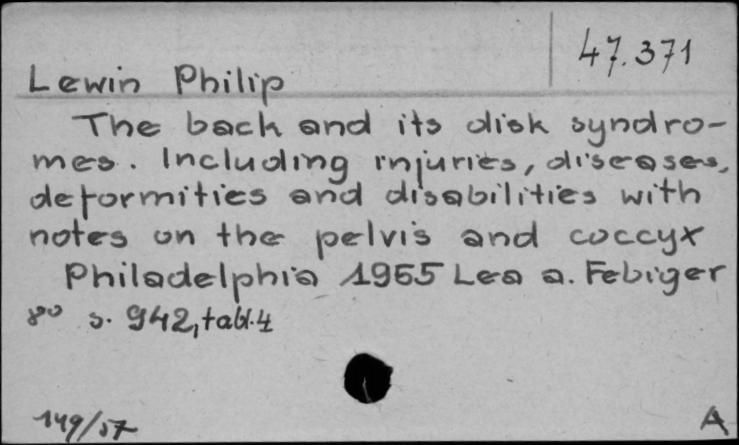 47.371
Lewin Philip
The back and its disk syndro-
mes. Including injuries, diseases,
deformities and disabilities with
notes on the pelvis and coccyx
Philadelphia 1955 Lea a. Febiger
8° s. 942, tabl. 4
149/57
A